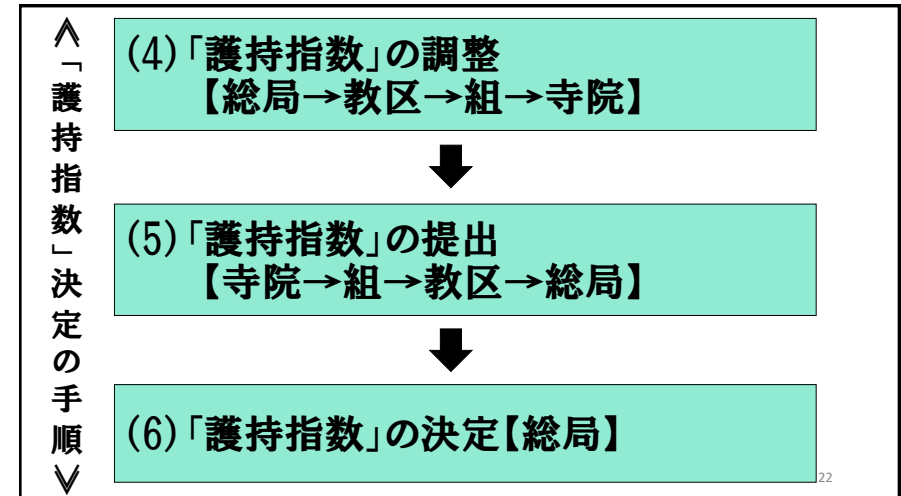 ≪「護持指数」決定の手順≫
(4)「護持指数」の調整
【総局→教区→組→寺院】
(5)「護持指数」の提出
【寺院→組→教区→総局】
(6)「護持指数」の決定【総局】
22